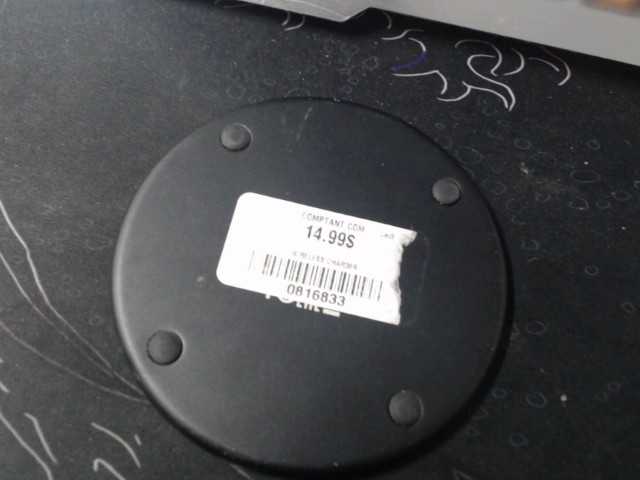 COMPTANT.COM
14.99$
WIRELESS CHARGER
0816833